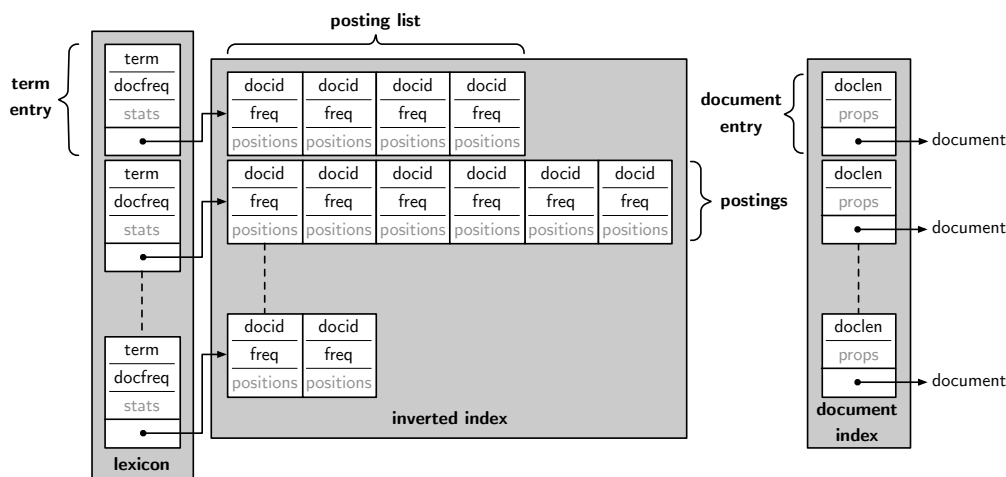 posting list
term
entry
term
docfreq
stats
term
docfreq
stats
term
docfreq
stats
lexicon
docid docid docid docid
freq freq freq freq
positions positions positions positions
docid docid docid docid docid docid
freq freq freq freq freq freq
positions positions positions positions positions positions
postings
docid docid
freq freq
positions positions
inverted index
document
entry
doclen
props
document
doclen
props
document
doclen
props
document
document
index